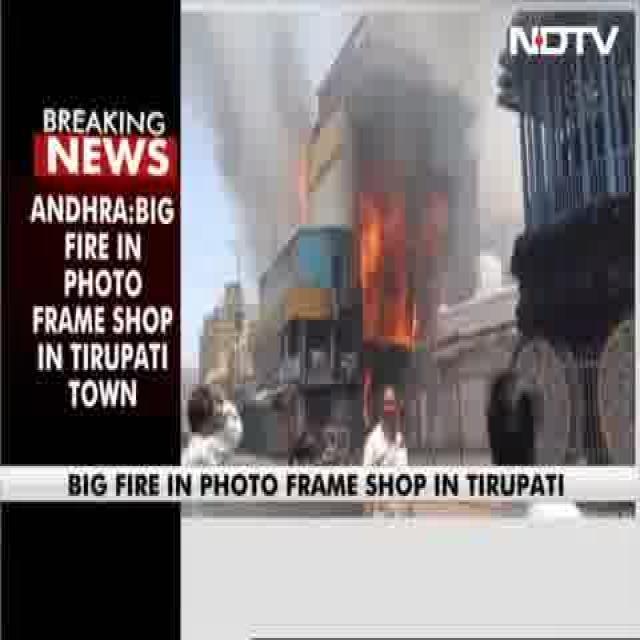 NDTV
BREAKING
NEWS
ANDHRA:BIG
FIRE IN
PHOTO
FRAME SHOP
IN TIRUPATI
TOWN
BIG FIRE IN PHOTO FRAME SHOP IN TIRUPATI